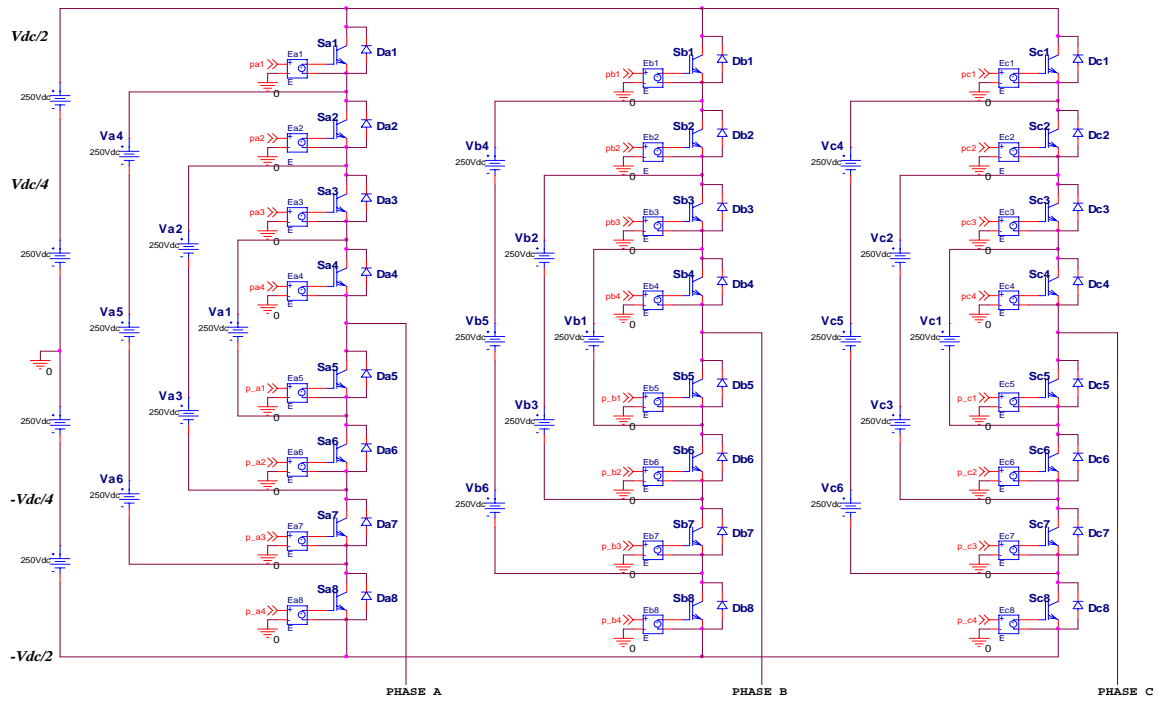 Vdc/2
Vdc/4
-Vdc/4
-Vdc/2
250Vdc
250Vdc
250Vdc
250Vdc
0
Va4
250Vdc
Va5
250Vdc
Va6
250Vdc
Va2
250Vdc
Va3
250Vdc
Va1
250Vdc
pa1
Ea1
E
0
Sa1
Da1
pa2
Ea2
E
0
Sa2
Da2
pa3
Ea3
E
0
Sa3
Da3
pa4
Ea4
E
0
Sa4
Da4
p_a1
Ea5
E
0
Sa5
Da5
p_a2
Ea6
E
0
Sa6
Da6
p_a3
Ea7
E
0
Sa7
Da7
p_a4
Ea8
E
0
Sa8
Da8
PHASE A
Vb4
250Vdc
Vb5
250Vdc
Vb6
250Vdc
Vb2
250Vdc
Vb3
250Vdc
Vb1
250Vdc
pb1
Eb1
E
0
Sb1
Db1
pb2
Eb2
E
0
Sb2
Db2
pb3
Eb3
E
0
Sb3
Db3
pb4
Eb4
E
0
Sb4
Db4
p_b1
Eb5
E
0
Sb5
Db5
p_b2
Eb6
E
0
Sb6
Db6
p_b3
Eb7
E
0
Sb7
Db7
p_b4
Eb8
E
0
Sb8
Db8
PHASE B
Vc4
250Vdc
Vc5
250Vdc
Vc6
250Vdc
Vc2
250Vdc
Vc3
250Vdc
Vc1
250Vdc
pc1
Ec1
E
0
Sc1
Dc1
pc2
Ec2
E
0
Sc2
Dc2
pc3
Ec3
E
0
Sc3
Dc3
pc4
Ec4
E
0
Sc4
Dc4
p_c1
Ec5
E
0
Sc5
Dc5
p_c2
Ec6
E
0
Sc6
Dc6
p_c3
Ec7
E
0
Sc7
Dc7
p_c4
Ec8
E
0
Sc8
Dc8
PHASE C